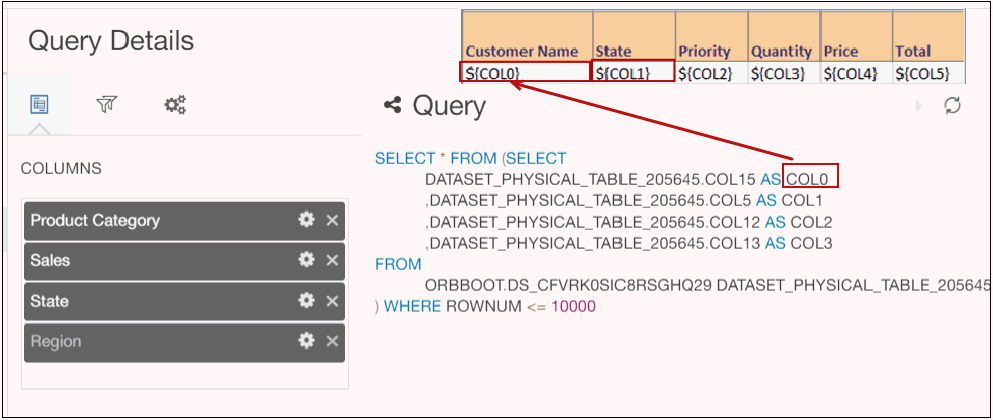 Query Details
Customer Name State Priority Quantity Price Total
${COL0} ${COL1} ${COL2} ${COL3} ${COL4} ${COL5}
Query
COLUMNS
Product Category
Sales
State
Region
SELECT * FROM (SELECT
DATASET_PHYSICAL_TABLE_205645.COL15 AS COL0
,DATASET_PHYSICAL_TABLE_205645.COL5 AS COL1
,DATASET_PHYSICAL_TABLE_205645.COL12 AS COL2
,DATASET_PHYSICAL_TABLE_205645.COL13 AS COL3
FROM
ORBBOOT.DS_CFVRK0SIC8RSGHQ29 DATASET_PHYSICAL_TABLE_205645
) WHERE ROWNUM <= 10000